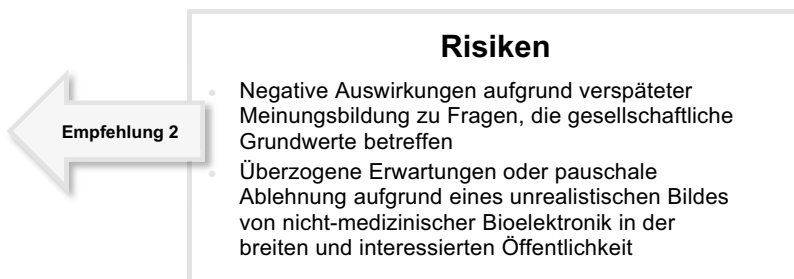 Risiken
Negative Auswirkungen aufgrund verspäteter
Meinungsbildung zu Fragen, die gesellschaftliche
Empfehlung 2
Grundwerte betreffen
Überzogene Erwartungen oder pauschale
Ablehnung aufgrund eines unrealistischen Bildes
von nicht-medizinischer Bioelektronik in der
breiten und interessierten Öffentlichkeit